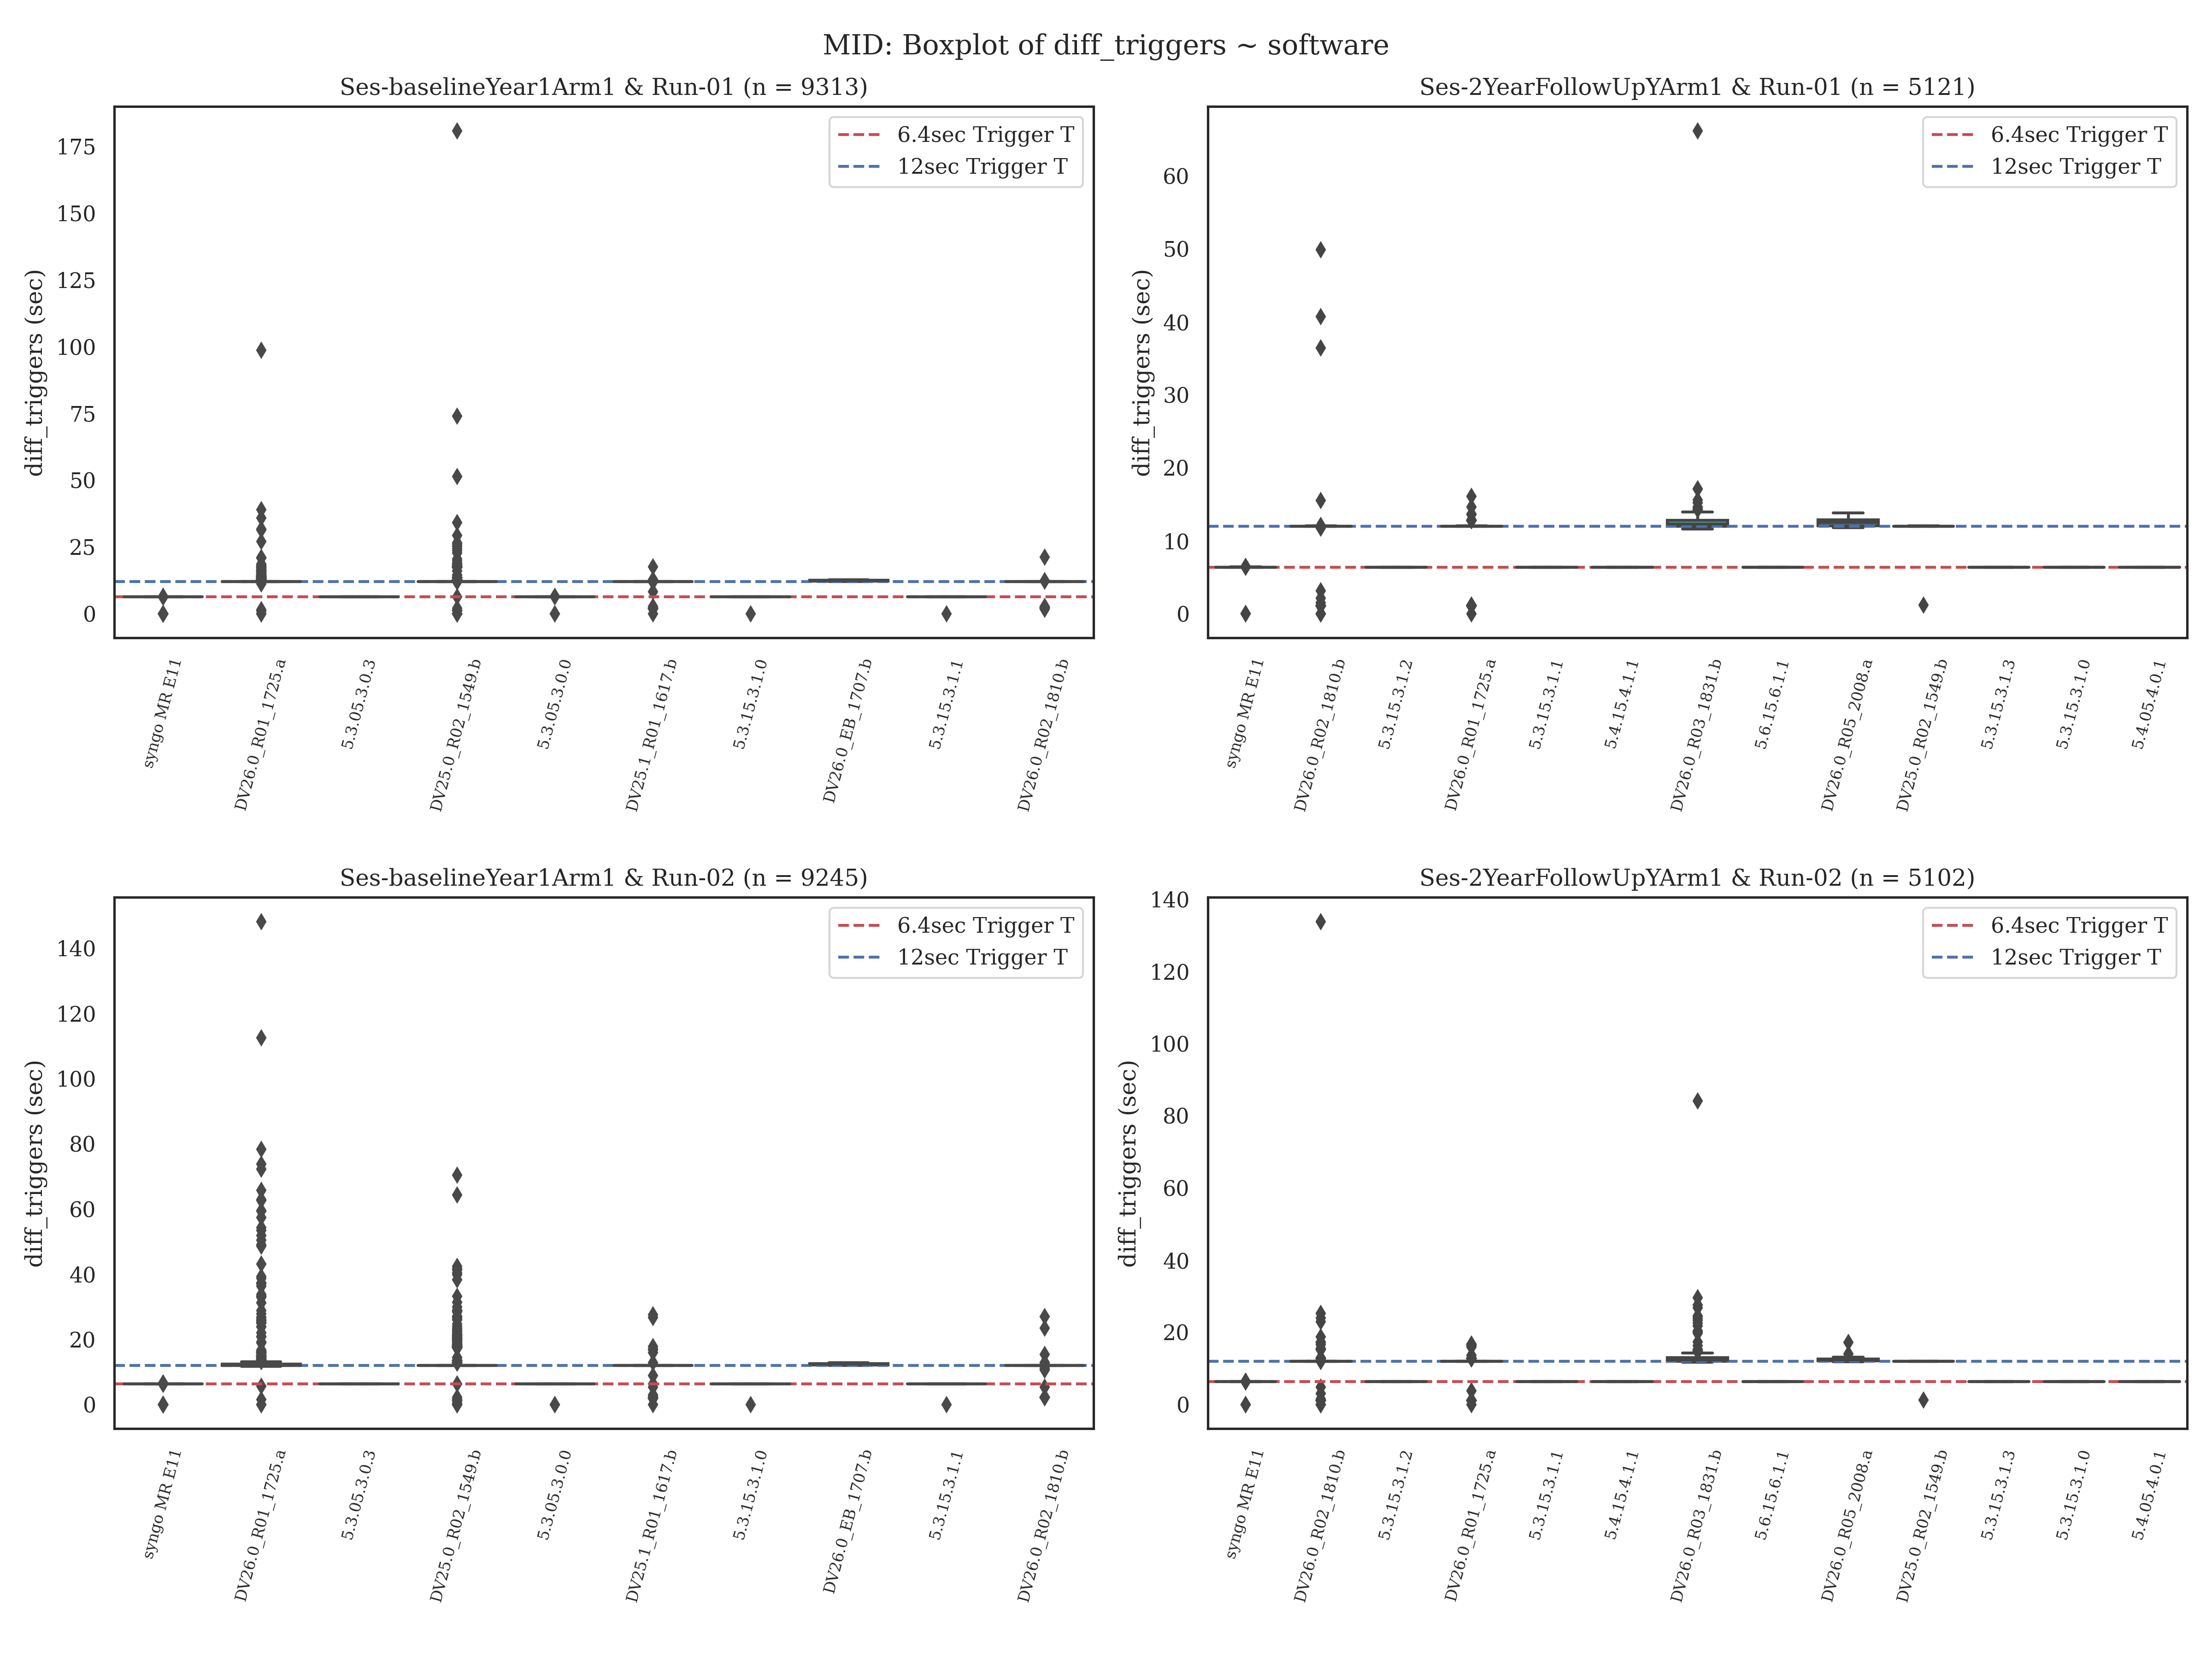 MID: Boxplot of diff_triggers ~ software
Ses-baselineYear1Arm1 & Run-01 (n = 9313)
6.4sec Trigger T
12sec Trigger T
diff_triggers (sec)
175
150
125
100
75
50
25
0
syngo MR E11
DV26.0_R01_1725.a
5.3.05.3.0.3
DV25.0_R02_1549.b
5.3.05.3.0.0
DV25.1_R01_1617.b
5.3.15.3.1.0
DV26.0_EB_1707.b
5.3.15.3.1.1
DV26.0_R02_1810.b
Ses-2YearFollowUpYArm1 & Run-01 (n = 5121)
6.4sec Trigger T
12sec Trigger T
diff_triggers (sec)
60
50
40
30
20
10
0
syngo MR E11
DV26.0_R02_1810.b
5.3.15.3.1.2
DV26.0_R01_1725.a
5.3.15.3.1.1
5.4.15.4.1.1
DV26.0_R03_1831.b
5.6.15.6.1.1
DV26.0_R05_2008.a
DV25.0_R02_1549.b
5.3.15.3.1.3
5.3.15.3.1.0
5.4.05.4.0.1
Ses-baselineYear1Arm1 & Run-02 (n = 9245)
6.4sec Trigger T
12sec Trigger T
diff_triggers (sec)
140
120
100
80
60
40
20
0
syngo MR E11
DV26.0_R01_1725.a
5.3.05.3.0.3
DV25.0_R02_1549.b
5.3.05.3.0.0
DV25.1_R01_1617.b
5.3.15.3.1.0
DV26.0_EB_1707.b
5.3.15.3.1.1
DV26.0_R02_1810.b
Ses-2YearFollowUpYArm1 & Run-02 (n = 5102)
6.4sec Trigger T
12sec Trigger T
diff_triggers (sec)
140
120
100
80
60
40
20
0
syngo MR E11
DV26.0_R02_1810.b
5.3.15.3.1.2
DV26.0_R01_1725.a
5.3.15.3.1.1
5.4.15.4.1.1
DV26.0_R03_1831.b
5.6.15.6.1.1
DV26.0_R05_2008.a
DV25.0_R02_1549.b
5.3.15.3.1.3
5.3.15.3.1.0
5.4.05.4.0.1